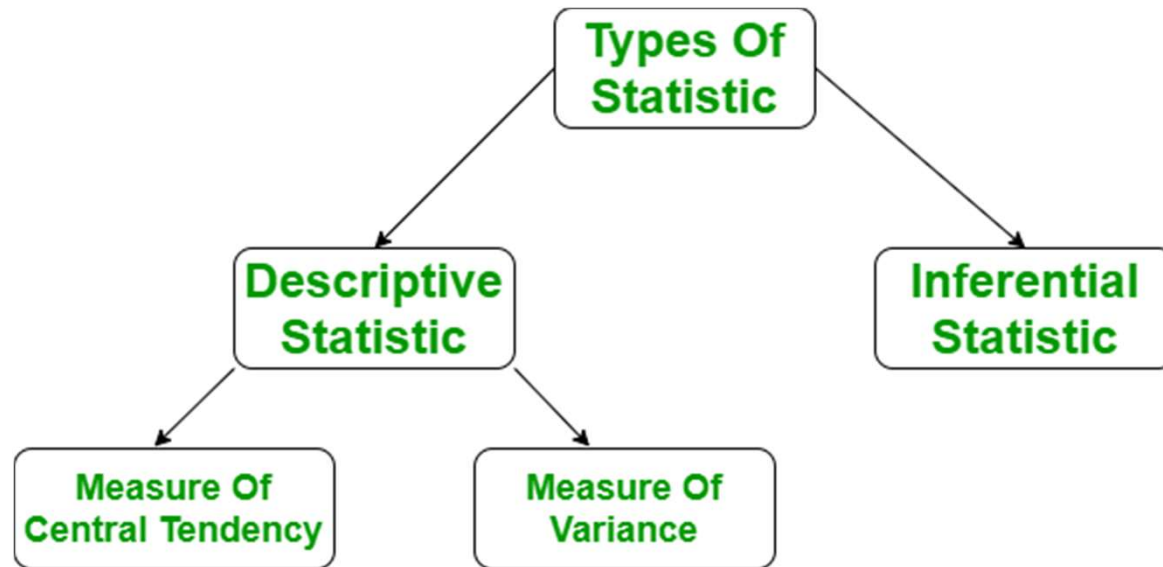 Types Of
Statistic
Descriptive
Statistic
Inferential
Statistic
Measure Of
Central Tendency
Measure Of
Variance